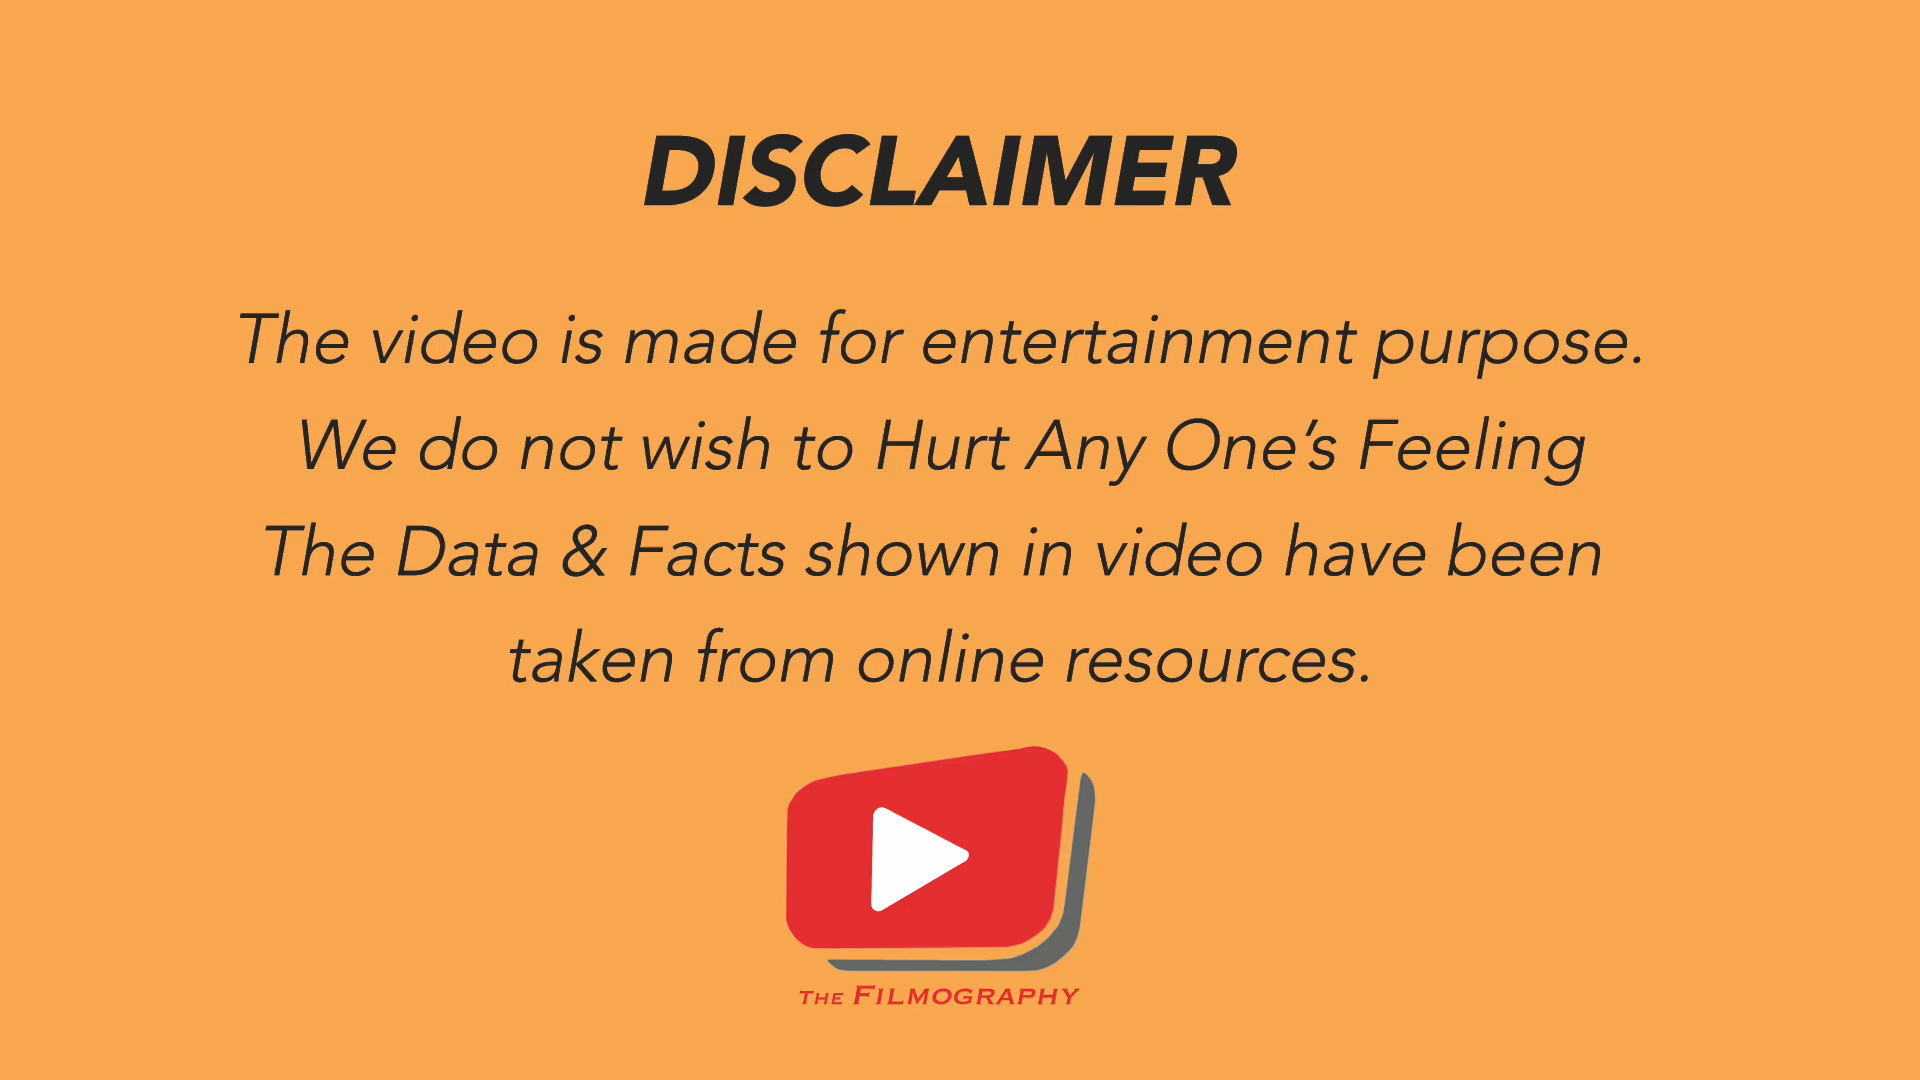 DISCLAIMER
The video is made for entertainment purpose.
We do not wish to Hurt Any One’s Feeling
The Data & Facts shown in video have been
taken from online resources.
THE FILMOGRAPHY